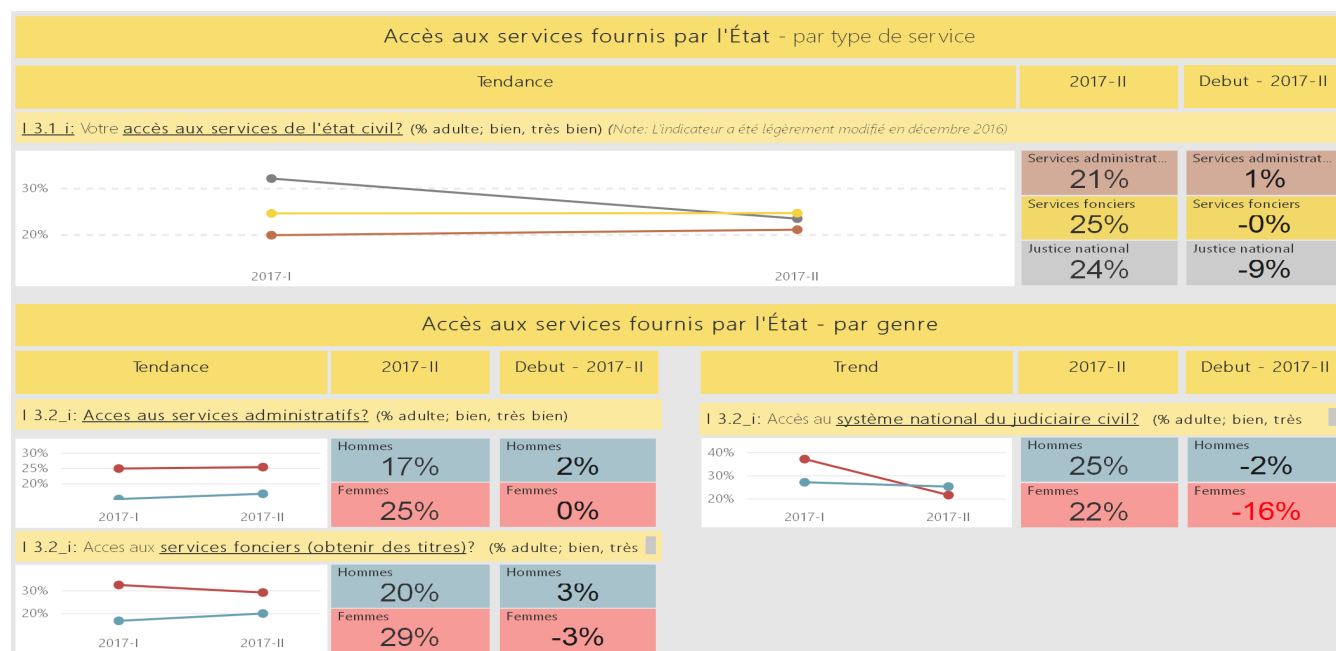 Accès aux services fournis par l'État - par type de service
Tendance
2017-II
Debut - 2017-II
I 3.1 i: Votre accès aux services de l'état civil? (% adulte; bien, très bien) (Note: L'indicateur a été légèrement modifié en décembre 2016)
30%
20%
2017-I
2017-II
Services administrat...
21%
Services administrat...
1%
Services fonciers
25%
Services fonciers
-0%
Justice national
24%
Justice national
-9%
Accès aux services fournis par l'État - par genre
Tendance
2017-II
Debut - 2017-II
I 3.2_i: Acces aus services administratifs? (% adulte; bien, très bien)
30%
25%
20%
2017-I
2017-II
Hommes
17%
Hommes
2%
Femmes
25%
Femmes
0%
I 3.2_i: Acces aux services fonciers (obtenir des titres)? (% adulte; bien, très
30%
20%
2017-I
2017-II
Hommes
20%
Hommes
3%
Femmes
29%
Femmes
-3%
Trend
2017-II
Debut - 2017-II
I 3.2_i: Accès au système national du judiciaire civil? (% adulte; bien, très
40%
30%
20%
2017-I
2017-II
Hommes
25%
Hommes
-2%
Femmes
22%
Femmes
-16%